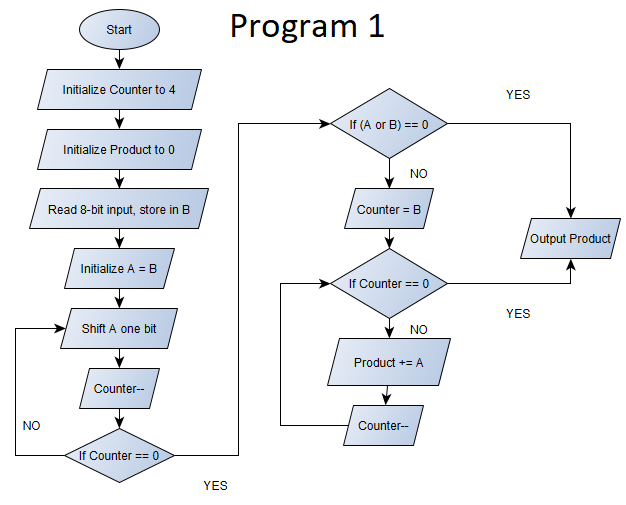 Program 1
Start
Initialize Counter to 4
Initialize Product to 0
Read 8-bit input, store in B
Initialize A = B
Shift A one bit
Counter--
If Counter == 0
NO
YES
If (A or B) == 0
YES
NO
Counter = B
If Counter == 0
YES
NO
Product += A
Counter--
Output Product